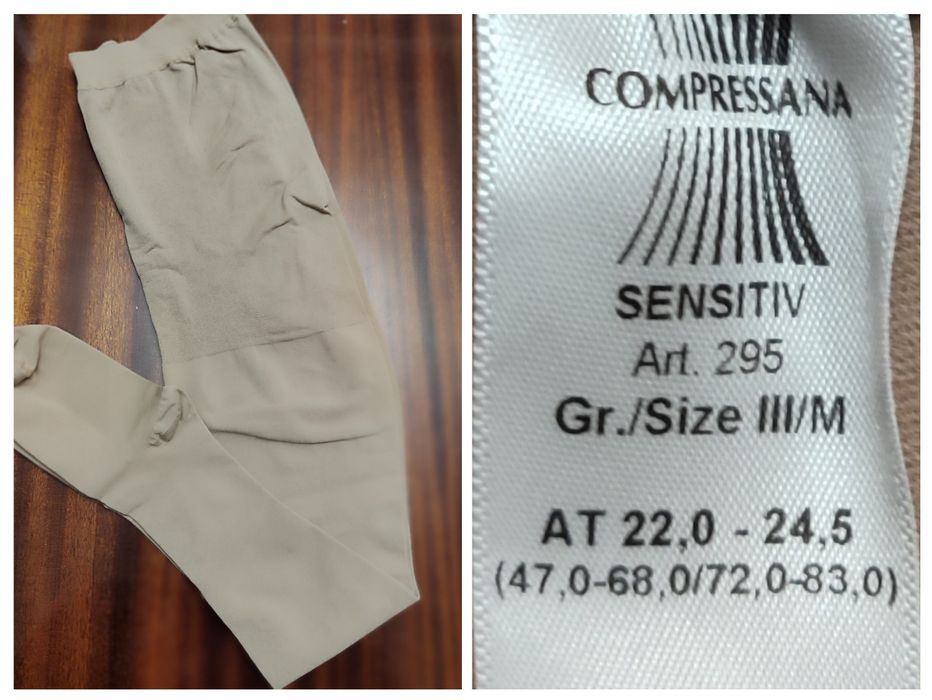 COMPRESSANA
SENSITIV
Art. 295
Gr./Size III/M
AT 22,0 - 24,5
(47,0-68,0/72,0-83,0)